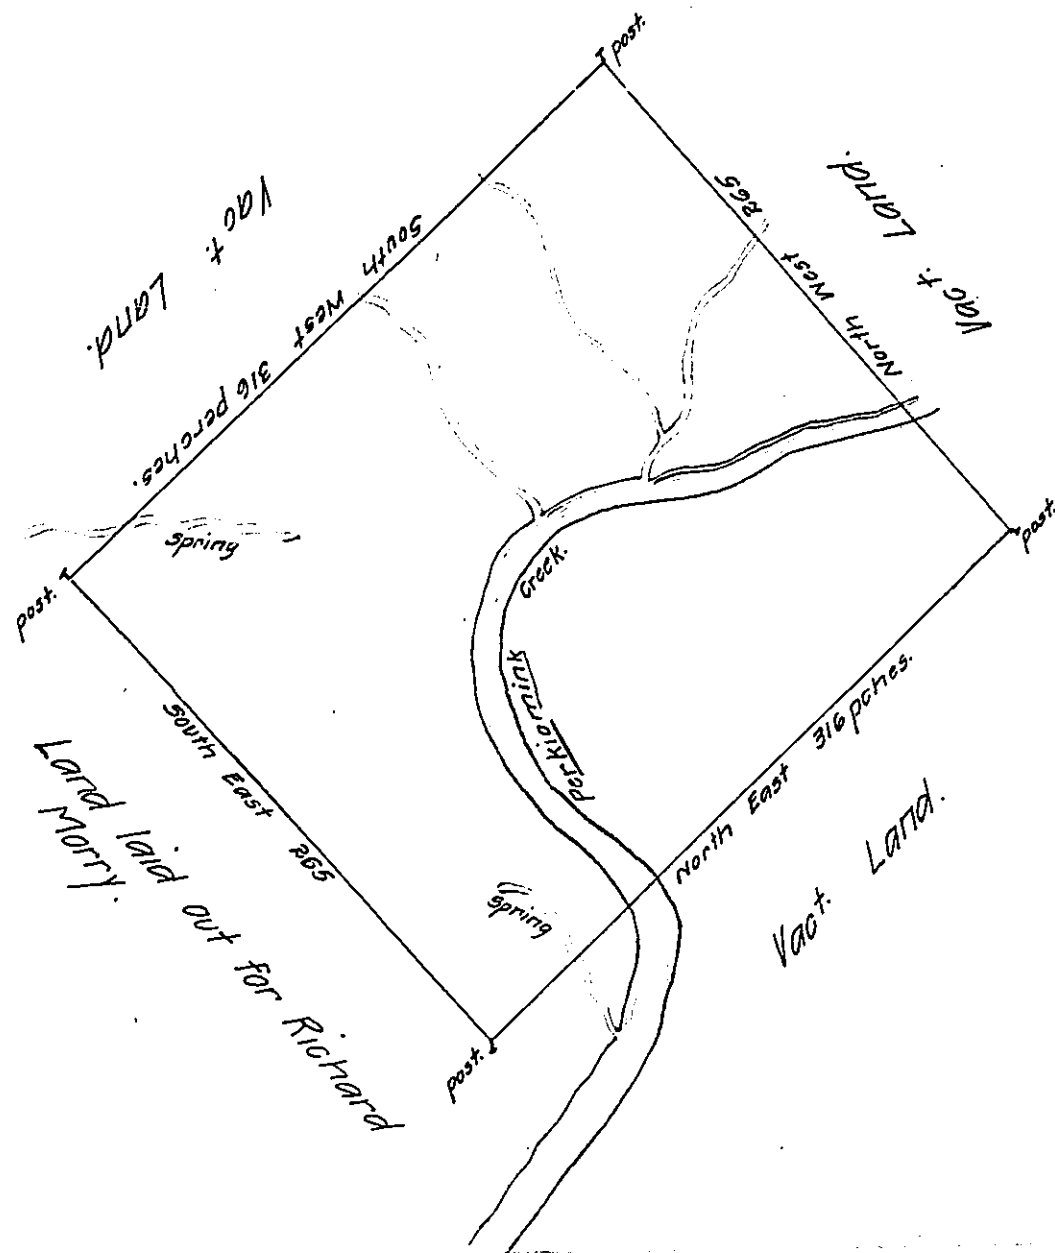 post.
Vact. Land.
South West 316 perches.
North West 265
Vact. Land.
spring
post.
post.
Creek.
Perkiomink
South East 265
North East 316 pches.
Land laid out for Richard
Morry.
spring
Vact. Land.
post.